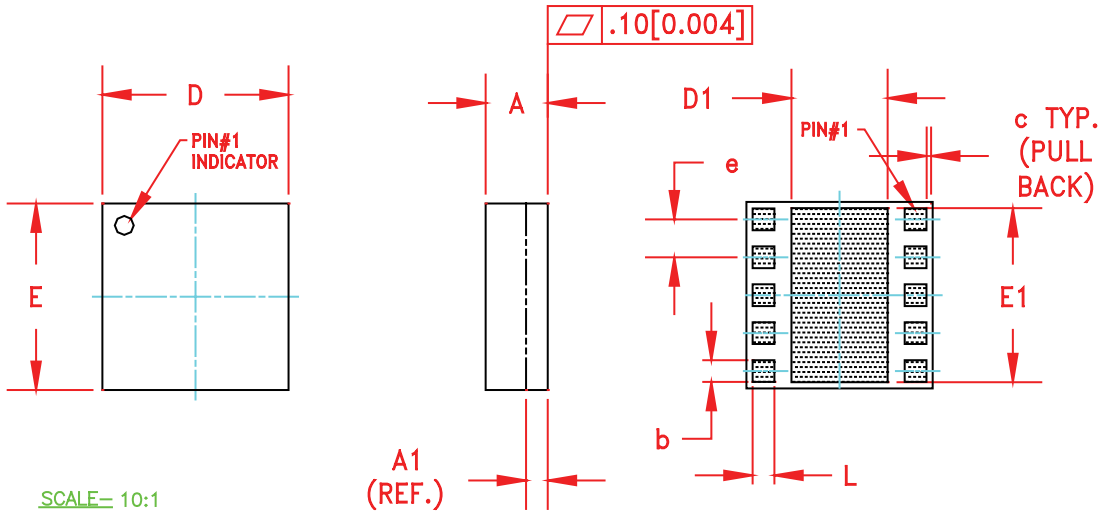 .10[0.004]
D
A
D1
c TYP.
(PULL
BACK)
PIN#1
INDICATOR
PIN#1
e
E
E1
b
A1
(REF.)
L
SCALE- 10:1